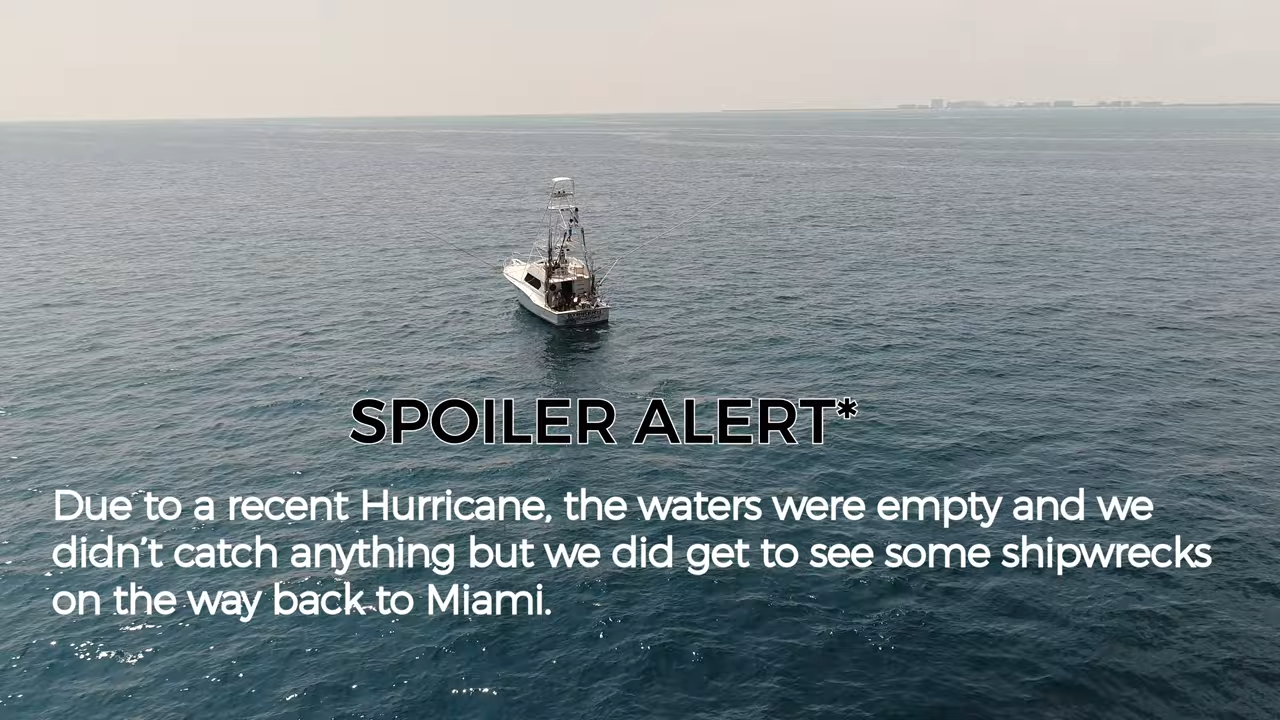 SPOILER ALERT*
Due to a recent Hurricane, the waters were empty and we
didn't catch anything but we did get to see some shipwrecks
on the way back to Miami.